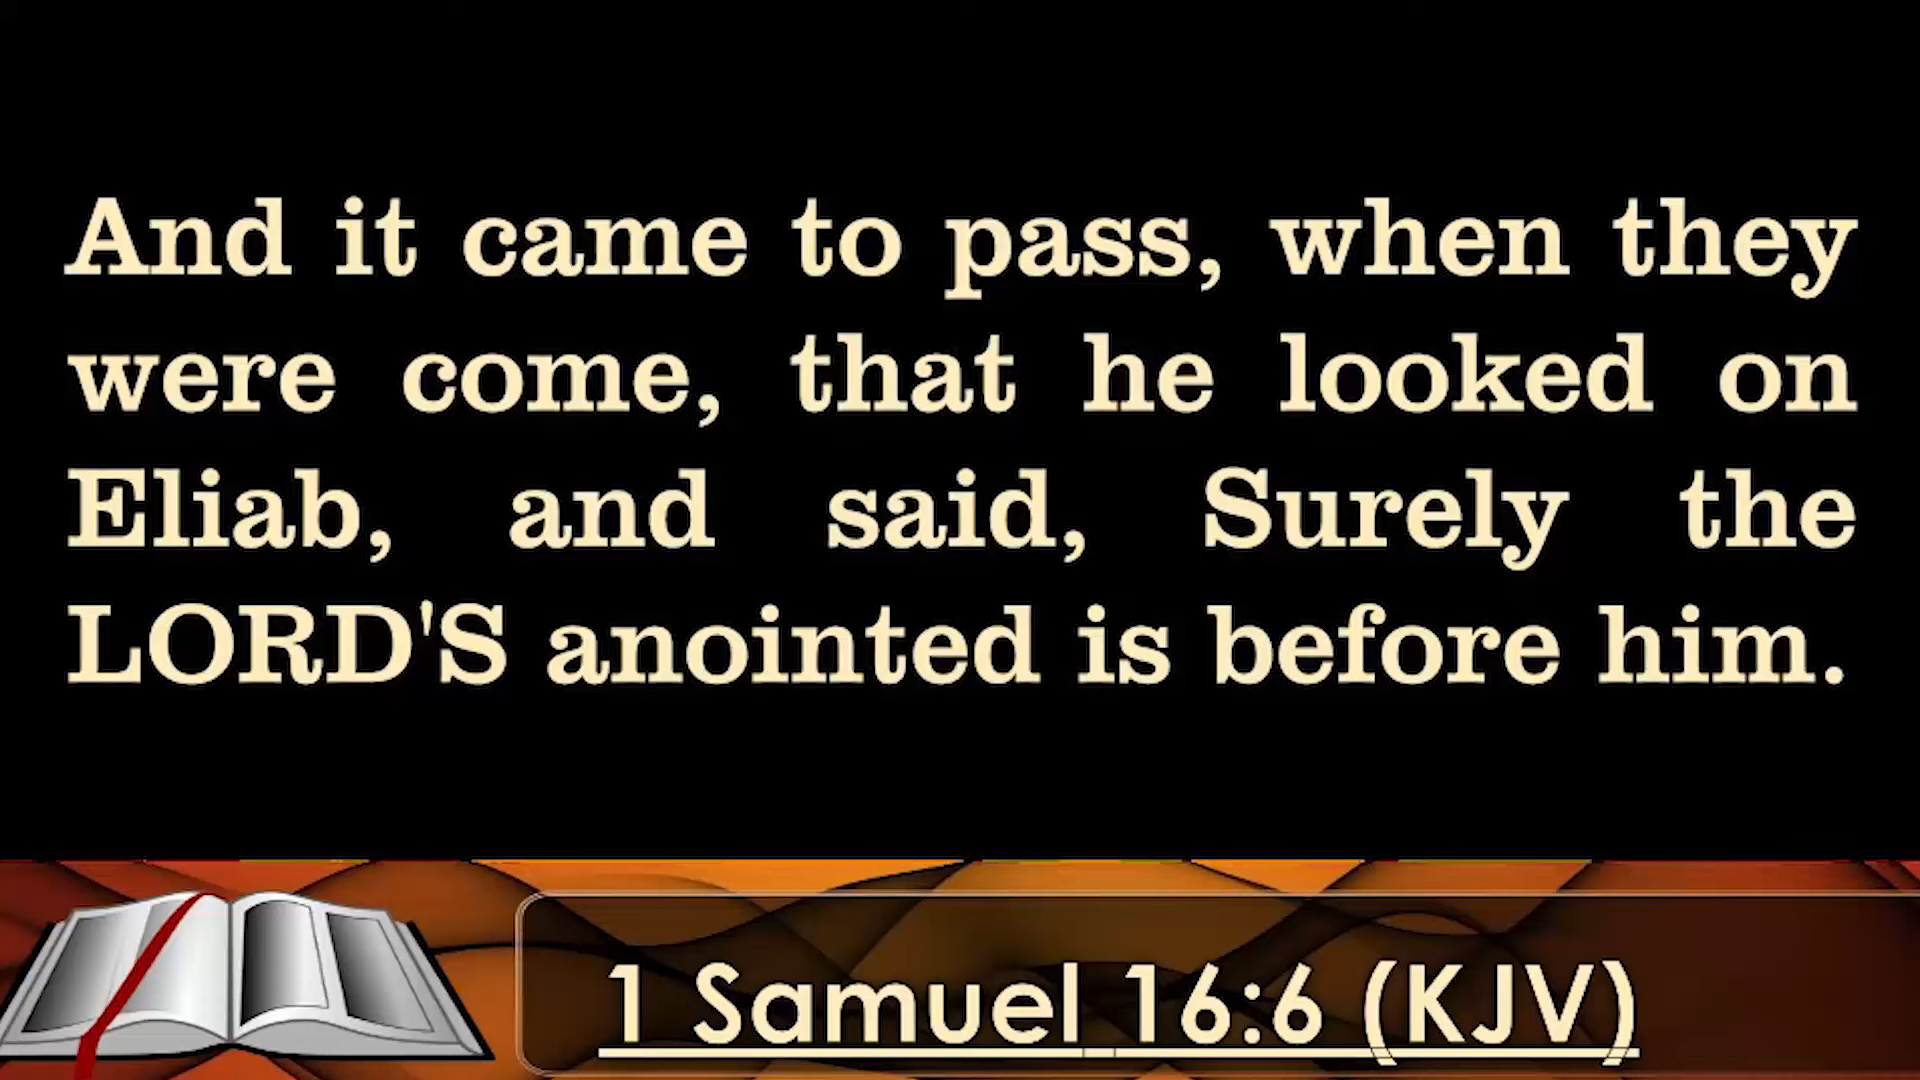 And it came to pass, when they
were come, that he looked on
Eliab, and said, Surely the
LORD'S anointed is before him.
1 Samuel 16:6 (KJV)